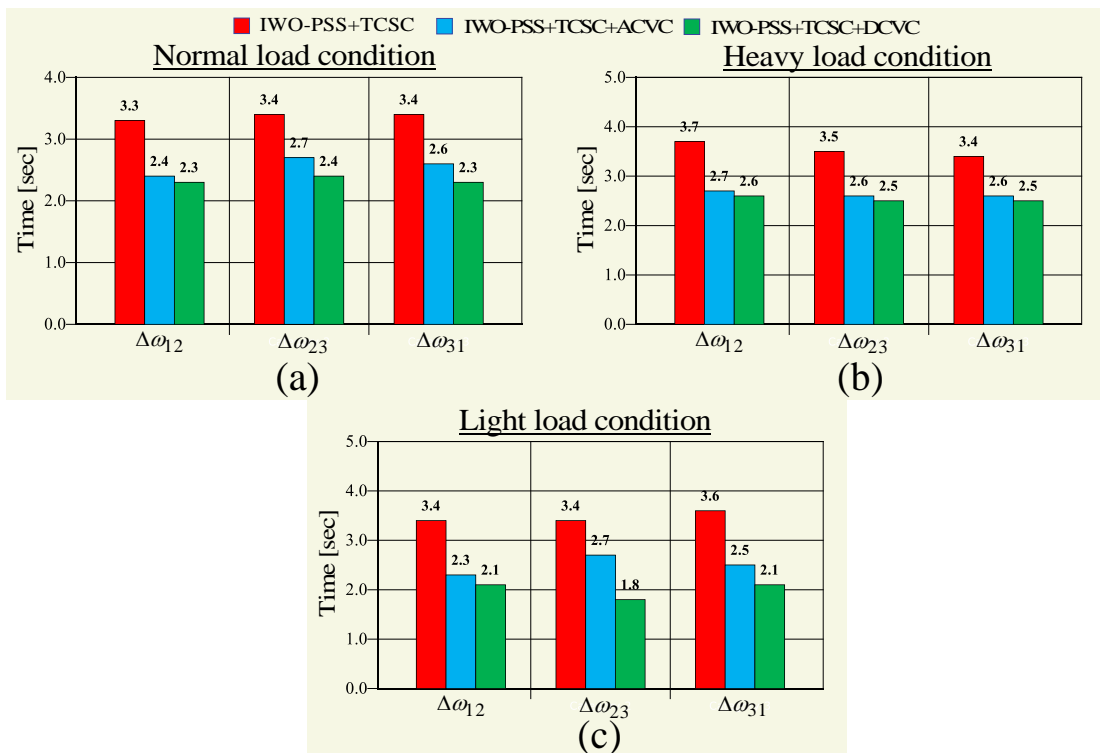 IWO-PSS+TCSC IWO-PSS+TCSC+ACVC IWO-PSS+TCSC+DCVC
Normal load condition
4.0
3.0
2.0
1.0
0.0
Time [sec]
3.3 2.4 2.3 3.4 2.7 2.4 3.4 2.6 2.3
Δω12 Δω23 Δω31
(a)
Heavy load condition
5.0
4.0
3.0
2.0
1.0
0.0
Time [sec]
3.7 2.7 2.6 3.5 2.6 2.5 3.4 2.6 2.5
Δω12 Δω23 Δω31
(b)
Light load condition
5.0
4.0
3.0
2.0
1.0
0.0
Time [sec]
3.4 2.3 2.1 3.4 2.7 1.8 3.6 2.5 2.1
Δω12 Δω23 Δω31
(c)